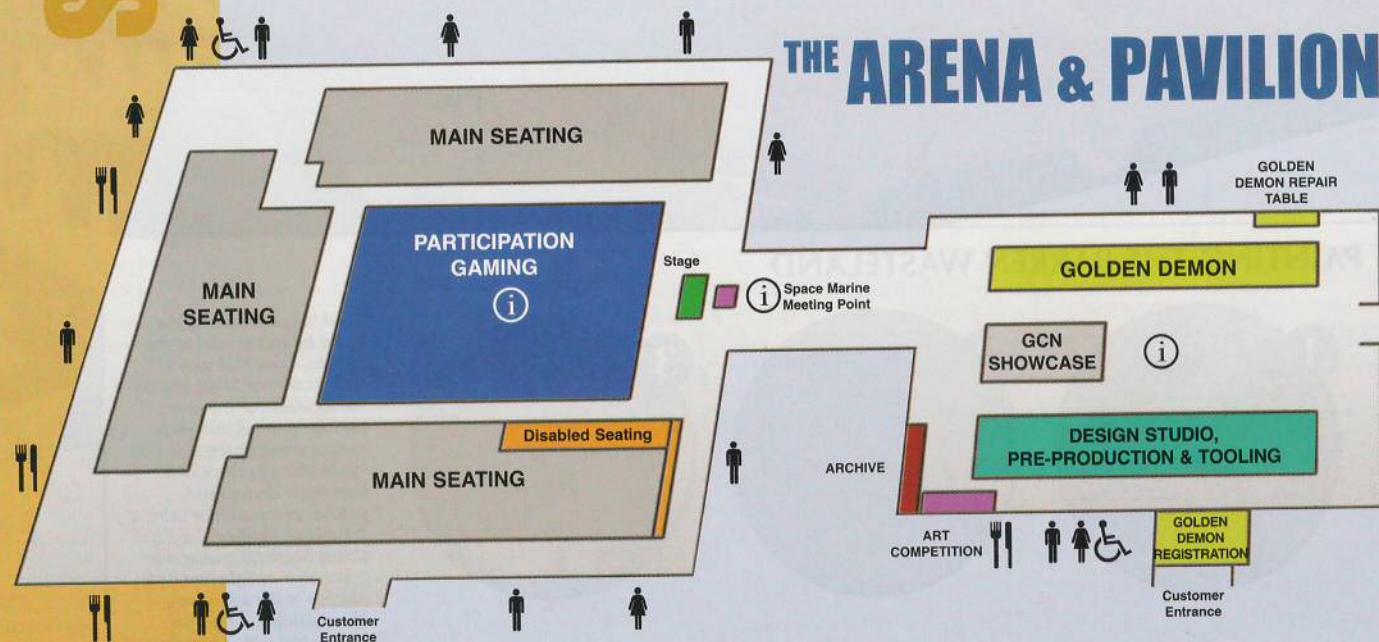 THE ARENA & PAVILION
MAIN SEATING
GOLDEN
DEMON REPAIR
TABLE
PARTICIPATION
GAMING
i
Stage
i
Space Marine
Meeting Point
GOLDEN DEMON
MAIN
SEATING
GCN
SHOWCASE
i
Disabled Seating
MAIN SEATING
DESIGN STUDIO,
PRE-PRODUCTION & TOOLING
ARCHIVE
ART
COMPETITION
GOLDEN
DEMON
REGISTRATION
Customer
Entrance
Customer
Entrance